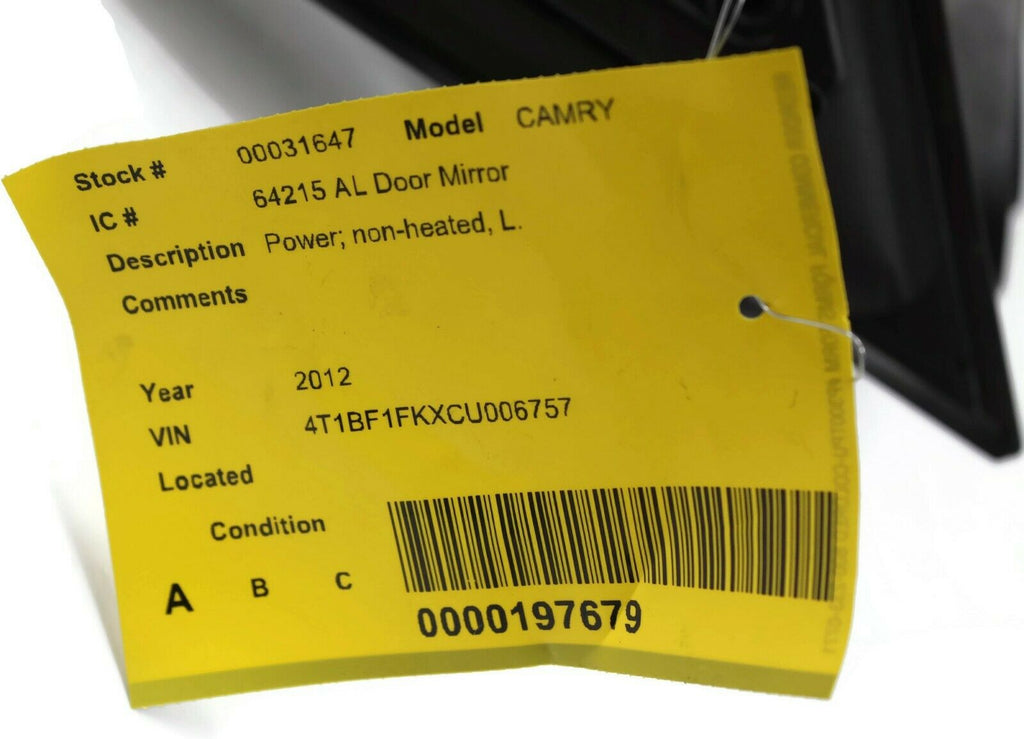 Stock # 00031647 Model CAMRY
IC # 64215 AL Door Mirror
Description Power; non-heated, L.
Comments
Year 2012
VIN 4T1BF1FKXCU006757
Located
Condition
A B C
0000197679